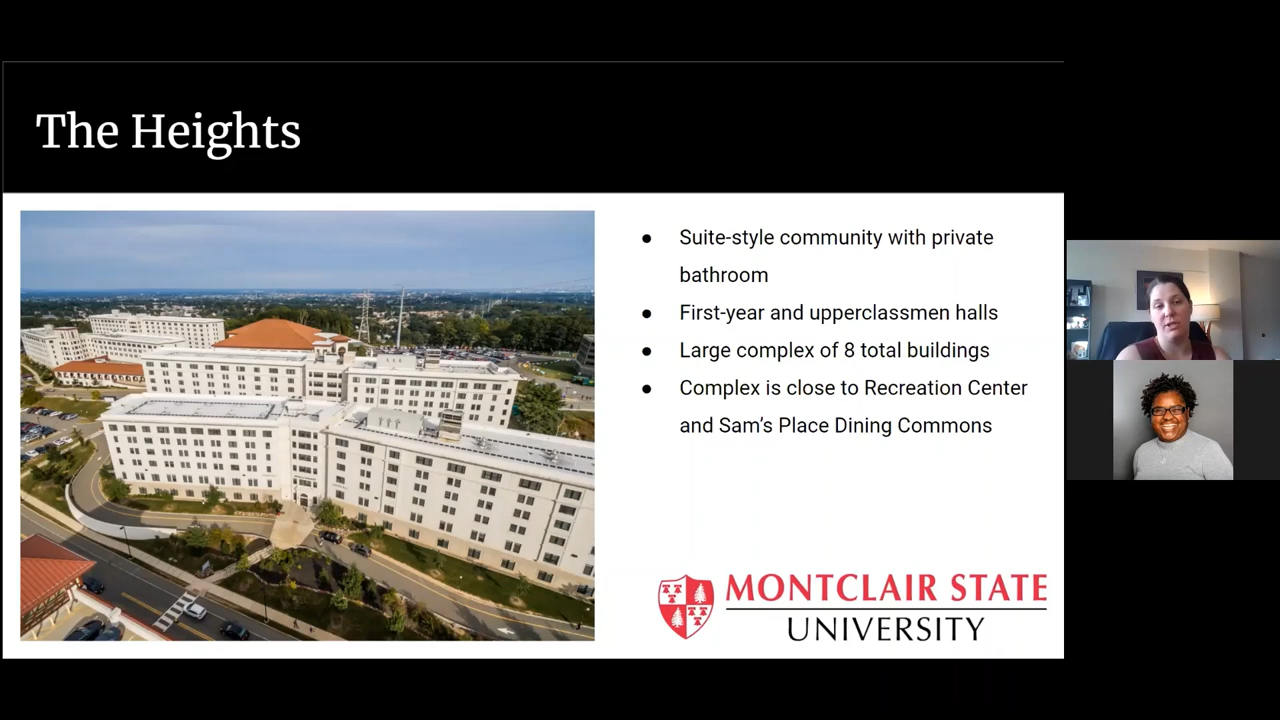 The Heights
● Suite-style community with private
bathroom
● First-year and upperclassmen halls
● Large complex of 8 total buildings
● Complex is close to Recreation Center
and Sam's Place Dining Commons
MONTCLAIR STATE
UNIVERSITY